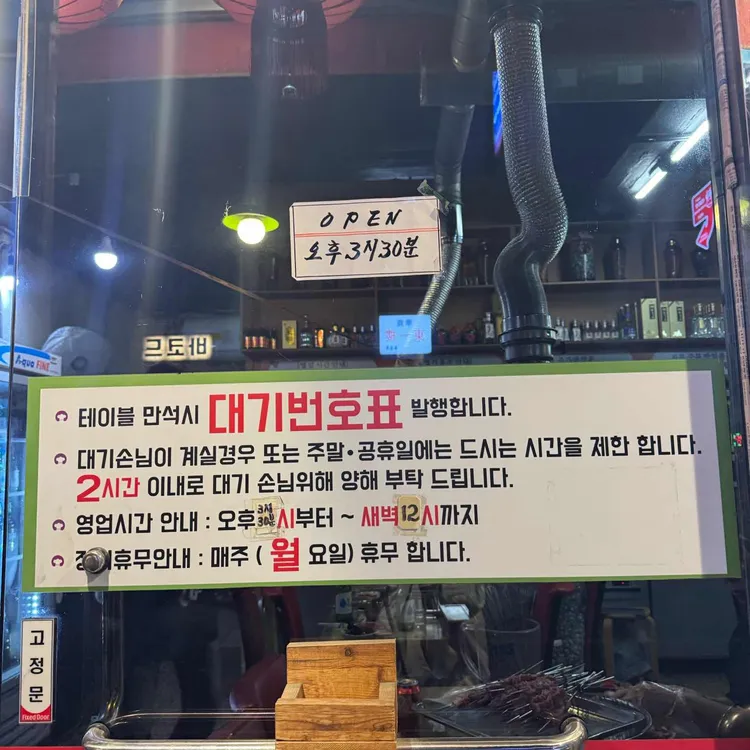 OPEN
오후 3시30분
Aqua FINE
테이블 만석시 대기번호표 발행합니다.
대기손님이 계실경우 또는 주말•공휴일에는 드시는 시간을 제한 합니다.
2시간 이내로 대기 손님위해 양해 부탁 드립니다.
영업시간 안내 : 오후 3시30분 시부터 ~ 새벽 12시까지
정기휴무안내 : 매주 ( 월 요일) 휴무 합니다.
고정문
Fixed Door